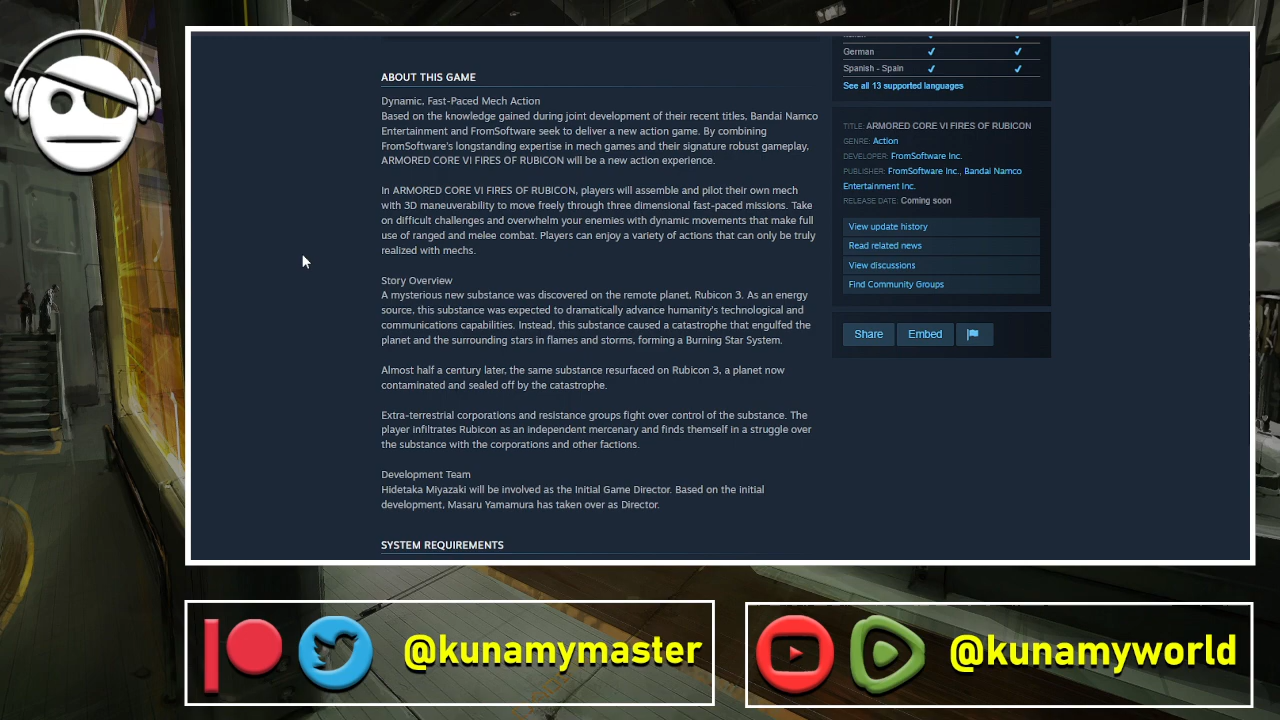 ABOUT THIS GAME
Dynamic, Fast-Paced Mech Action
Based on the knowledge gained during joint development of their recent titles, Bandai Namco
Entertainment and FromSoftware seek to deliver a new action game. By combining
FromSoftware's longstanding expertise in mech games and their signature robust gameplay,
ARMORED CORE VI FIRES OF RUBICON will be a new action experience.
In ARMORED CORE VI FIRES OF RUBICON, players will assemble and pilot their own mech
with 3D maneuverability to move freely through three dimensional fast-paced missions. Take
on difficult challenges and overwhelm your enemies with dynamic movements that make full
use of ranged and melee combat. Players can enjoy a variety of actions that can only be truly
realized with mechs.
Story Overview
A mysterious new substance was discovered on the remote planet, Rubicon 3. As an energy
source, this substance was expected to dramatically advance humanity's technological and
communications capabilities. Instead, this substance caused a catastrophe that engulfed the
planet and the surrounding stars in flames and storms, forming a Burning Star System.
Almost half a century later, the same substance resurfaced on Rubicon 3, a planet now
contaminated and sealed off by the catastrophe.
Extra-terrestrial corporations and resistance groups fight over control of the substance. The
player infiltrates Rubicon as an independent mercenary and finds themself in a struggle over
the substance with the corporations and other factions.
Development Team
Hidetaka Miyazaki will be involved as the Initial Game Director. Based on the initial
development, Masaru Yamamura has taken over as Director.
SYSTEM REQUIREMENTS
German ✓ ✓
Spanish - Spain ✓ ✓
See all 13 supported languages
TITLE: ARMORED CORE VI FIRES OF RUBICON
GENRE: Action
DEVELOPER: FromSoftware Inc.
PUBLISHER: FromSoftware Inc., Bandai Namco
Entertainment Inc.
RELEASE DATE: Coming soon
View update history
Read related news
View discussions
Find Community Groups
Share Embed
@kunamymaster
@kunamyworld